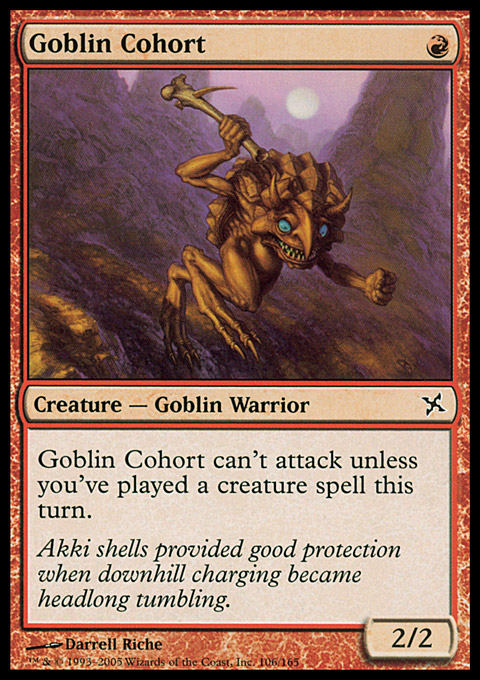 Goblin Cohort
Creature — Goblin Warrior
Goblin Cohort can't attack unless
you've played a creature spell this
turn.
Akki shells provided good protection
when downhill charging became
headlong tumbling.
Darrell Riche
2/2
™ & © 1993–2005 Wizards of the Coast, Inc. 106/165